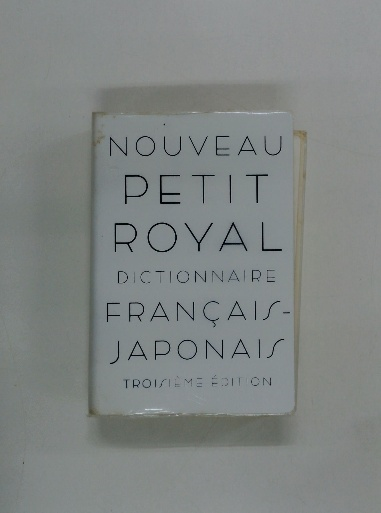 NOUVEAU
PETIT
ROYAL
DICTIONNAIRE
FRANÇAIS-
JAPONAIS
TROISIÈME ÉDITION